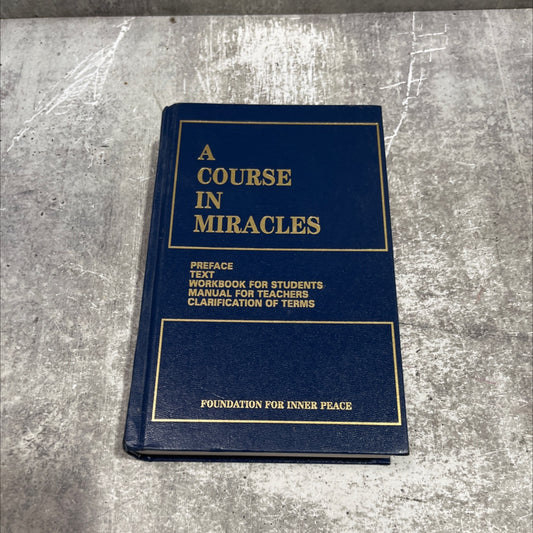 A
COURSE
IN
MIRACLES
PREFACE
TEXT
WORKBOOK FOR STUDENTS
MANUAL FOR TEACHERS
CLARIFICATION OF TERMS
FOUNDATION FOR INNER PEACE